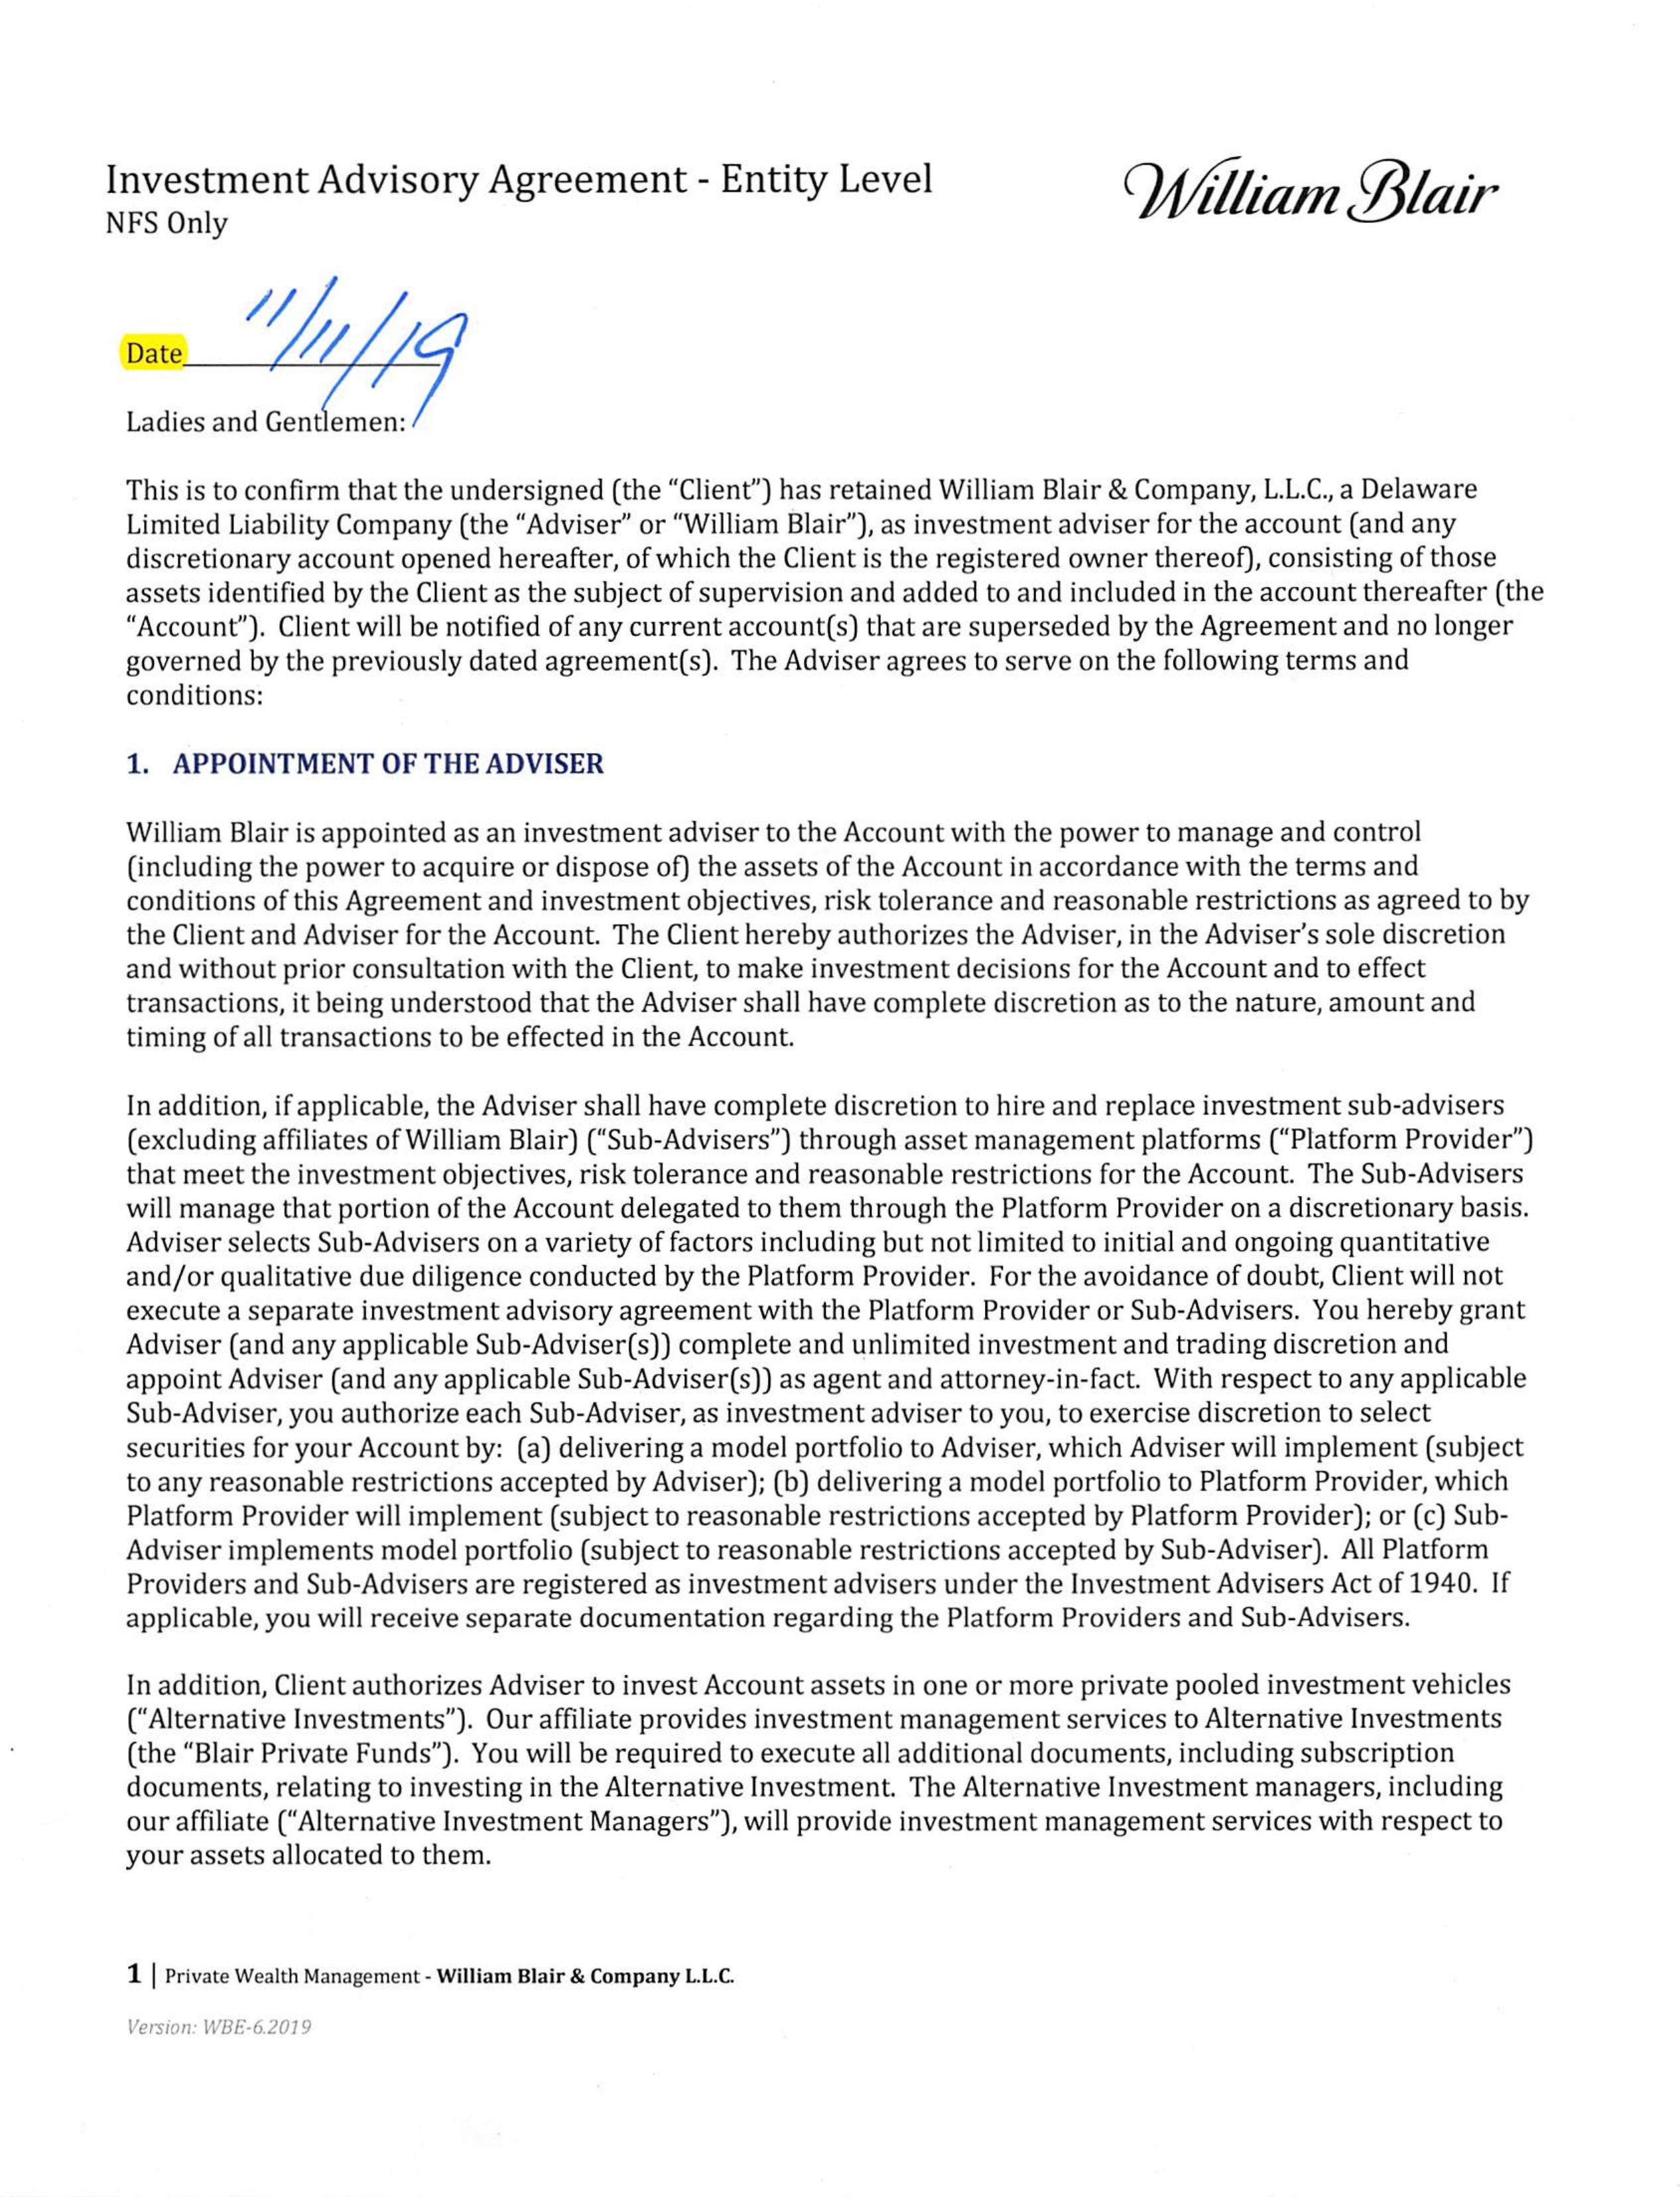 Investment Advisory Agreement - Entity Level
NFS Only
William Blair
Date 11/11/19
Ladies and Gentlemen:
This is to confirm that the undersigned (the “Client”) has retained William Blair & Company, L.L.C., a Delaware
Limited Liability Company (the “Adviser” or “William Blair”), as investment adviser for the account (and any
discretionary account opened hereafter, of which the Client is the registered owner thereof), consisting of those
assets identified by the Client as the subject of supervision and added to and included in the account thereafter (the
“Account”). Client will be notified of any current account(s) that are superseded by the Agreement and no longer
governed by the previously dated agreement(s). The Adviser agrees to serve on the following terms and
conditions:
1. APPOINTMENT OF THE ADVISER
William Blair is appointed as an investment adviser to the Account with the power to manage and control
(including the power to acquire or dispose of) the assets of the Account in accordance with the terms and
conditions of this Agreement and investment objectives, risk tolerance and reasonable restrictions as agreed to by
the Client and Adviser for the Account. The Client hereby authorizes the Adviser, in the Adviser’s sole discretion
and without prior consultation with the Client, to make investment decisions for the Account and to effect
transactions, it being understood that the Adviser shall have complete discretion as to the nature, amount and
timing of all transactions to be effected in the Account.
In addition, if applicable, the Adviser shall have complete discretion to hire and replace investment sub-advisers
(excluding affiliates of William Blair) (“Sub-Advisers”) through asset management platforms (“Platform Provider”)
that meet the investment objectives, risk tolerance and reasonable restrictions for the Account. The Sub-Advisers
will manage that portion of the Account delegated to them through the Platform Provider on a discretionary basis.
Adviser selects Sub-Advisers on a variety of factors including but not limited to initial and ongoing quantitative
and/or qualitative due diligence conducted by the Platform Provider. For the avoidance of doubt, Client will not
execute a separate investment advisory agreement with the Platform Provider or Sub-Advisers. You hereby grant
Adviser (and any applicable Sub-Adviser(s)) complete and unlimited investment and trading discretion and
appoint Adviser (and any applicable Sub-Adviser(s)) as agent and attorney-in-fact. With respect to any applicable
Sub-Adviser, you authorize each Sub-Adviser, as investment adviser to you, to exercise discretion to select
securities for your Account by: (a) delivering a model portfolio to Adviser, which Adviser will implement (subject
to any reasonable restrictions accepted by Adviser); (b) delivering a model portfolio to Platform Provider, which
Platform Provider will implement (subject to reasonable restrictions accepted by Platform Provider); or (c) Sub-
Adviser implements model portfolio (subject to reasonable restrictions accepted by Sub-Adviser). All Platform
Providers and Sub-Advisers are registered as investment advisers under the Investment Advisers Act of 1940. If
applicable, you will receive separate documentation regarding the Platform Providers and Sub-Advisers.
In addition, Client authorizes Adviser to invest Account assets in one or more private pooled investment vehicles
(“Alternative Investments”). Our affiliate provides investment management services to Alternative Investments
(the “Blair Private Funds”). You will be required to execute all additional documents, including subscription
documents, relating to investing in the Alternative Investment. The Alternative Investment managers, including
our affiliate (“Alternative Investment Managers”), will provide investment management services with respect to
your assets allocated to them.
1 | Private Wealth Management - William Blair & Company L.L.C.
Version: WBE-6.2019